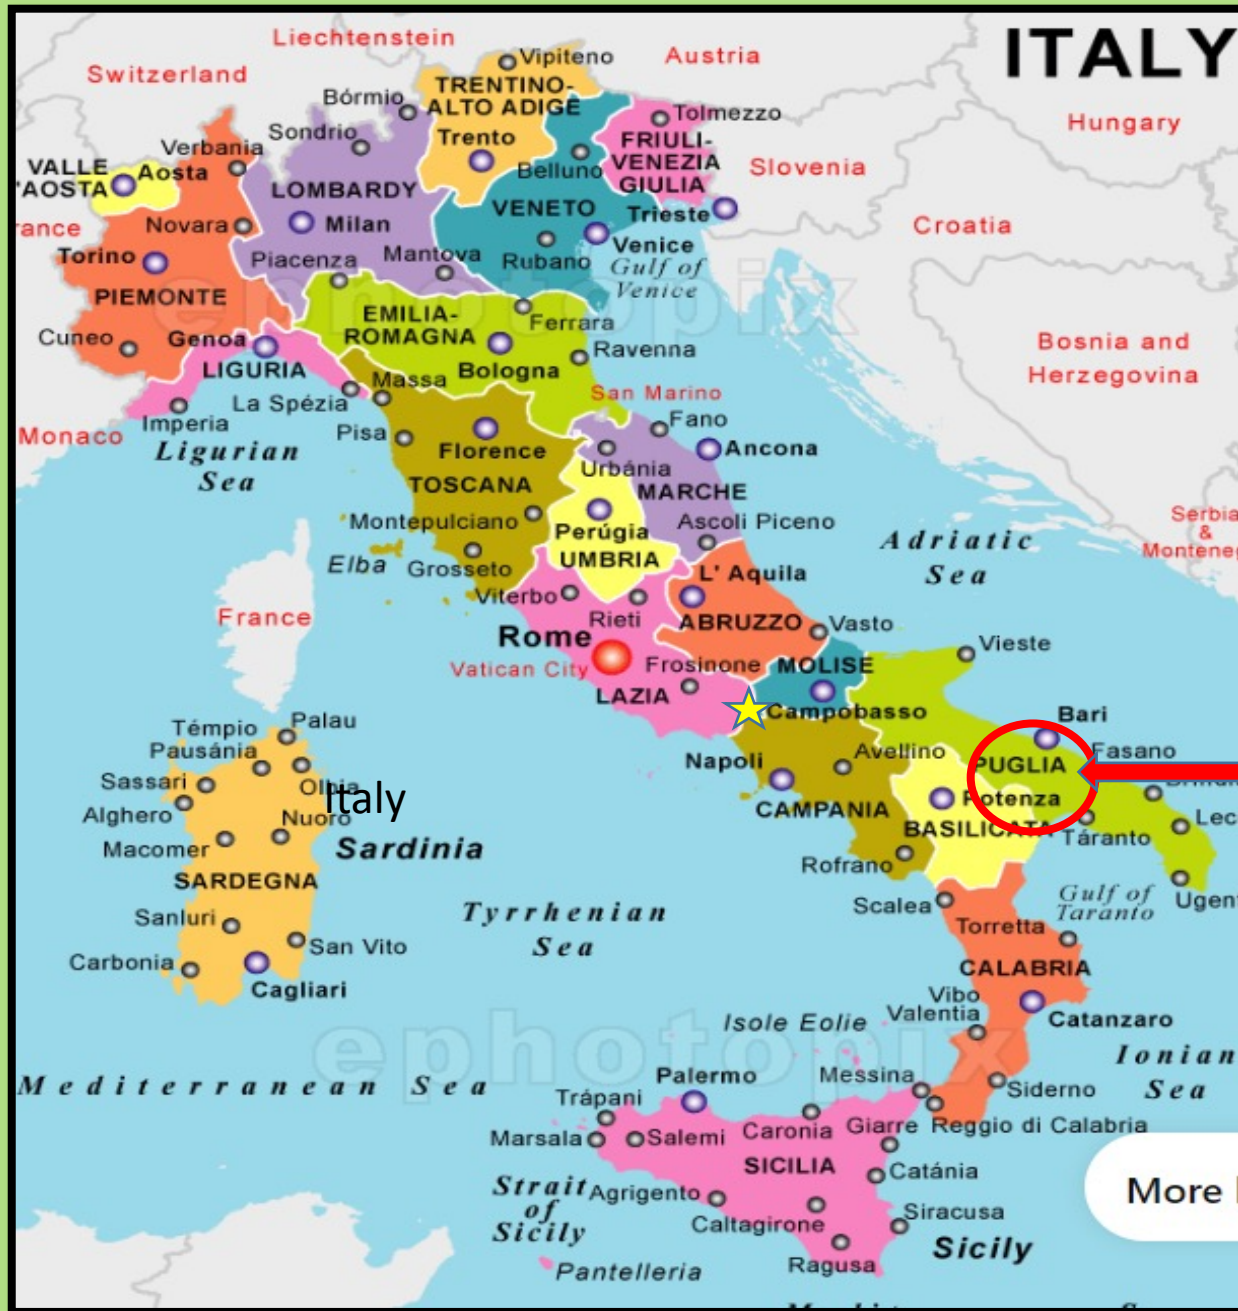 ITALY
Liechtenstein
Switzerland
Austria
Hungary
Slovenia
Croatia
Bosnia and
Herzegovina
Monaco
San Marino
France
Vatican City
Vipiteno
TRENTINO-
ALTO ADIGE
Trento
Bórmio
Sondrio
Verbania
VALLE
'AOSTA
Aosta
LOMBARDY
Milan
Novara
Torino
PIEMONTE
Cuneo
Piacenza
Mantova
Belluno
VENETO
Rubano
Venice
Gulf of
Venice
Tolmezzo
FRIULI-
VENEZIA
GIULIA
Trieste
EMILIA-
ROMAGNA
Bologna
Ferrara
Ravenna
Genoa
LIGURIA
Imperia
La Spézia
Massa
Pisa
Ligurian
Sea
Florence
TOSCANA
Montepulciano
Grosseto
Elba
Fano
Ancona
Urbánia
MARCHE
Ascoli Piceno
Perúgia
UMBRIA
Adriatic
Sea
Serbia
&
L' Aquila
ABRUZZO
Vasto
Viterbo
Rieti
Rome
Frosinone
LAZIA
MOLISE
Campobasso
Vieste
Bari
PUGLIA
Fasano
Táranto
Napoli
Avellino
CAMPANIA
Potenza
BASILICATA
Rofrano
Scalea
Gulf of
Taranto
Torretta
CALABRIA
Vibo
Valentia
Catanzaro
Siderno
Reggio di Calabria
Ionian
Sea
Témpio
Pausánia
Palau
Olbia
Italy
Sassari
Alghero
Nuoro
Macomer
Sardinia
SARDEGNA
Sanluri
San Vito
Carbonia
Cagliari
Tyrrhenian
Sea
Isole Eolie
Mediterranean Sea
Palermo
Messina
Trápani
Marsala
Salemi
Caronia
Giarre
SICILIA
Catánia
Agrigento
Caltagirone
Siracusa
Ragusa
Sicily
Strait
of
Sicily
Pantelleria
More
ephotopix